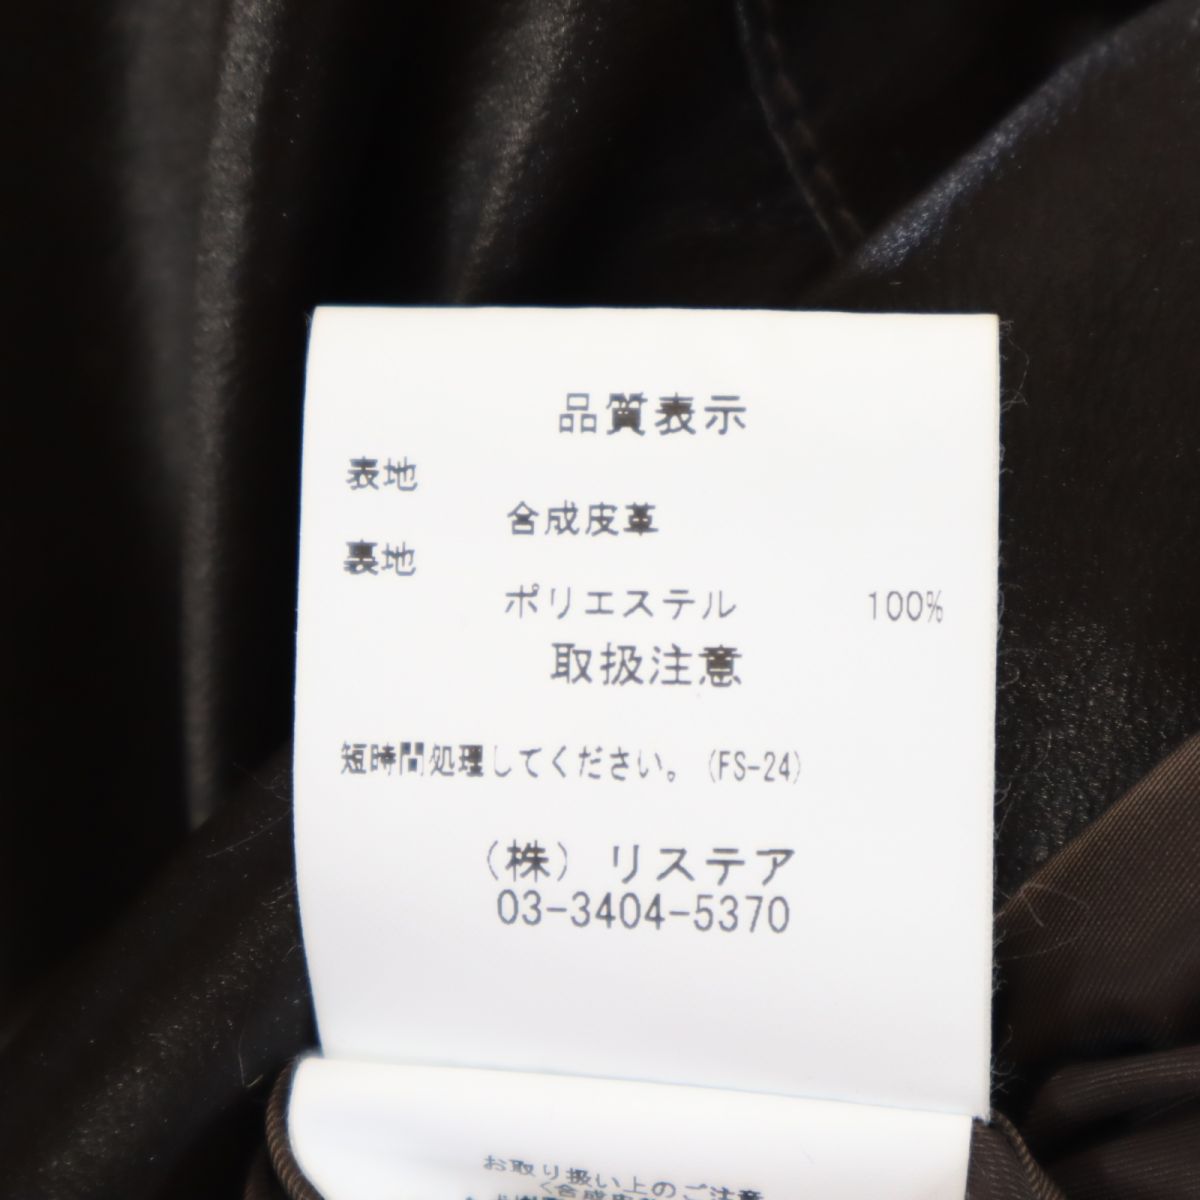 品質表示
表地
合成皮革
裏地
ポリエステル 100%
取扱注意
短時間処理してください。(FS-24)
(株) リステア
03-3404-5370
お取り扱い上のご注意